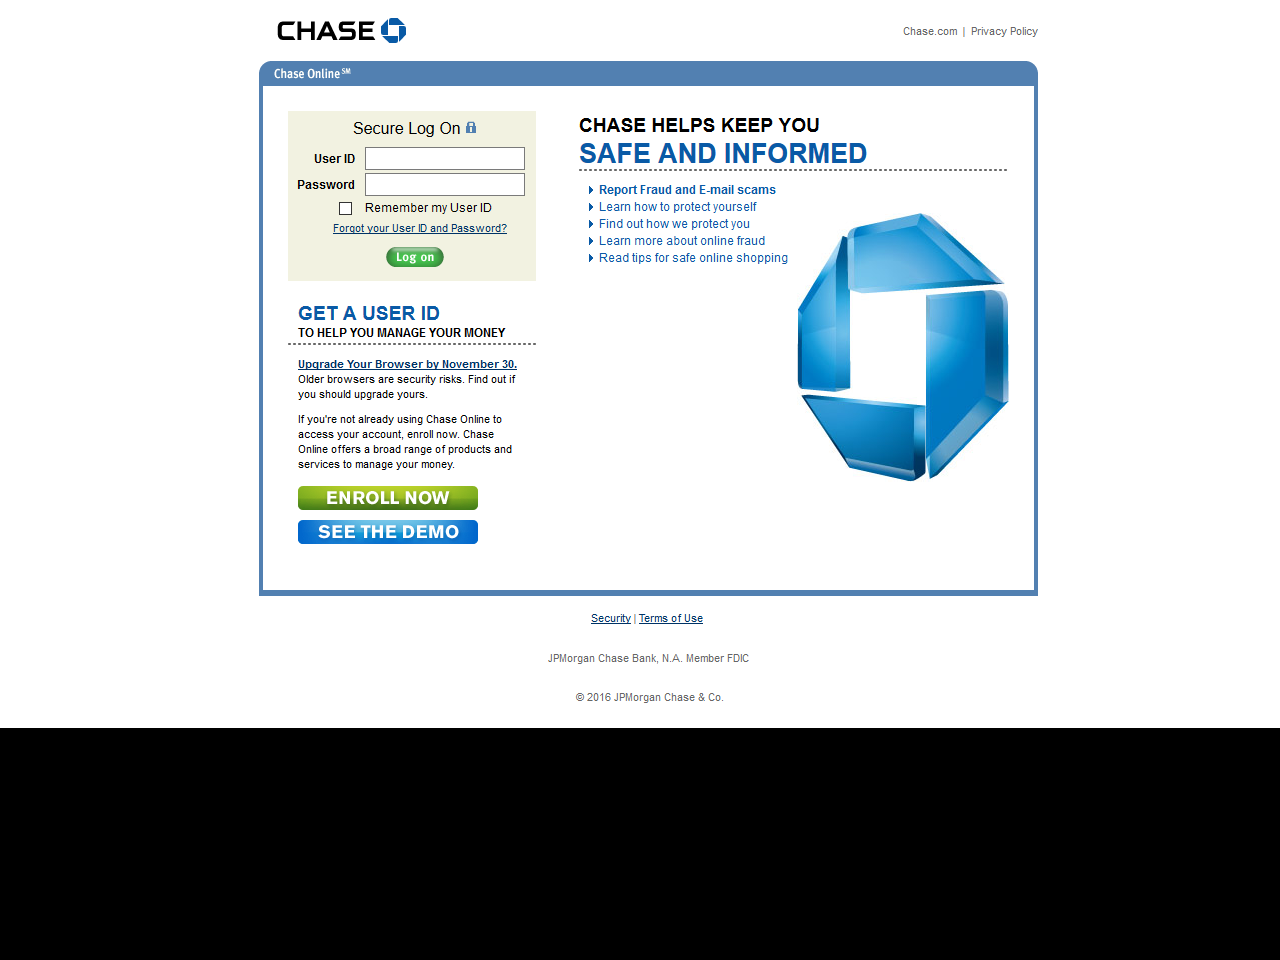 CHASE
Chase.com | Privacy Policy
Chase Online℠
Secure Log On
User ID
Password
Remember my User ID
Forgot your User ID and Password?
Log on
GET A USER ID
TO HELP YOU MANAGE YOUR MONEY
Upgrade Your Browser by November 30.
Older browsers are security risks. Find out if
you should upgrade yours.
If you're not already using Chase Online to
access your account, enroll now. Chase
Online offers a broad range of products and
services to manage your money.
ENROLL NOW
SEE THE DEMO
CHASE HELPS KEEP YOU
SAFE AND INFORMED
Report Fraud and E-mail scams
Learn how to protect yourself
Find out how we protect you
Learn more about online fraud
Read tips for safe online shopping
Security | Terms of Use
JPMorgan Chase Bank, N.A. Member FDIC
© 2016 JPMorgan Chase & Co.